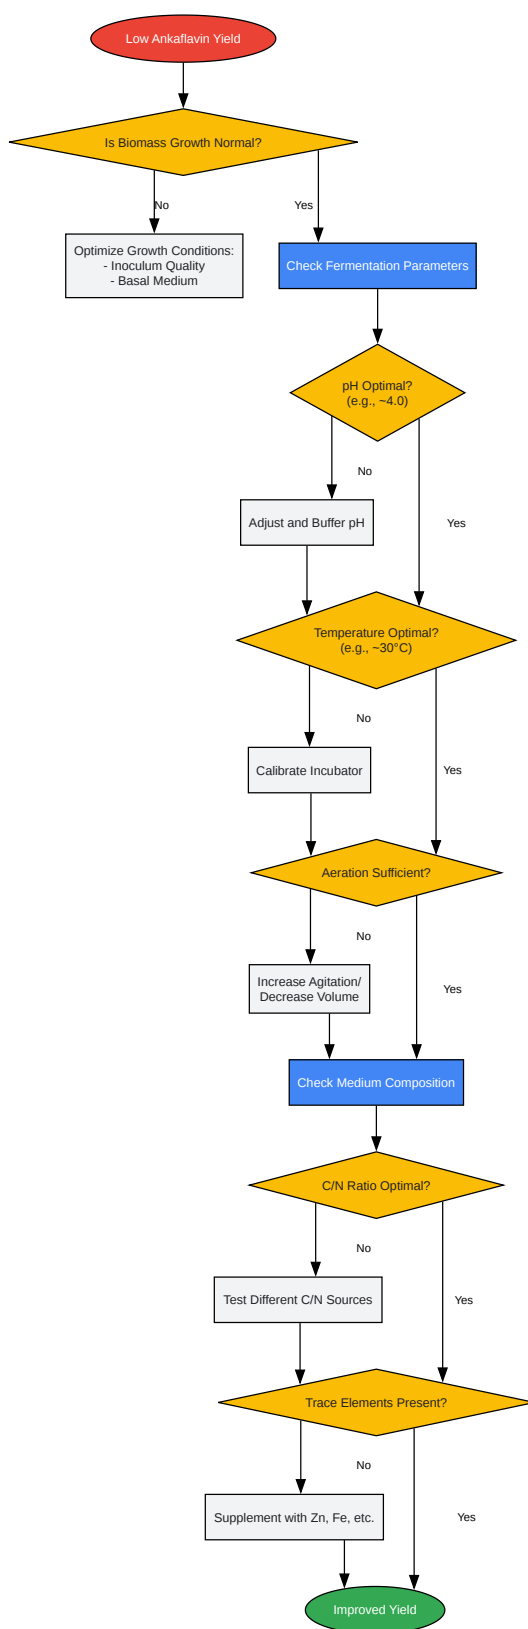 Low Ankaflavin Yield
Is Biomass Growth Normal?
No
Yes
Optimize Growth Conditions:
- Inoculum Quality
- Basal Medium
Check Fermentation Parameters
pH Optimal?
(e.g., ~4.0)
No
Adjust and Buffer pH
Yes
Temperature Optimal?
(e.g., ~30°C)
No
Calibrate Incubator
Yes
Aeration Sufficient?
No
Increase Agitation/
Decrease Volume
Yes
Check Medium Composition
C/N Ratio Optimal?
No
Test Different C/N Sources
Yes
Trace Elements Present?
No
Supplement with Zn, Fe, etc.
Yes
Improved Yield